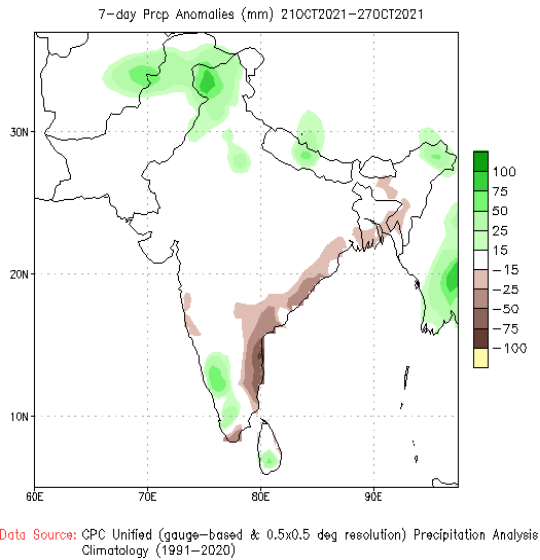 7-day Prcp Anomalies (mm) 21OCT2021-27OCT2021
30N
20N
10N
60E
70E
80E
90E
100
75
50
25
15
-15
-25
-50
-75
-100
Data Source: CPC Unified (gauge-based & 0.5x0.5 deg resolution) Precipitation Analysis
Climatology (1991-2020)